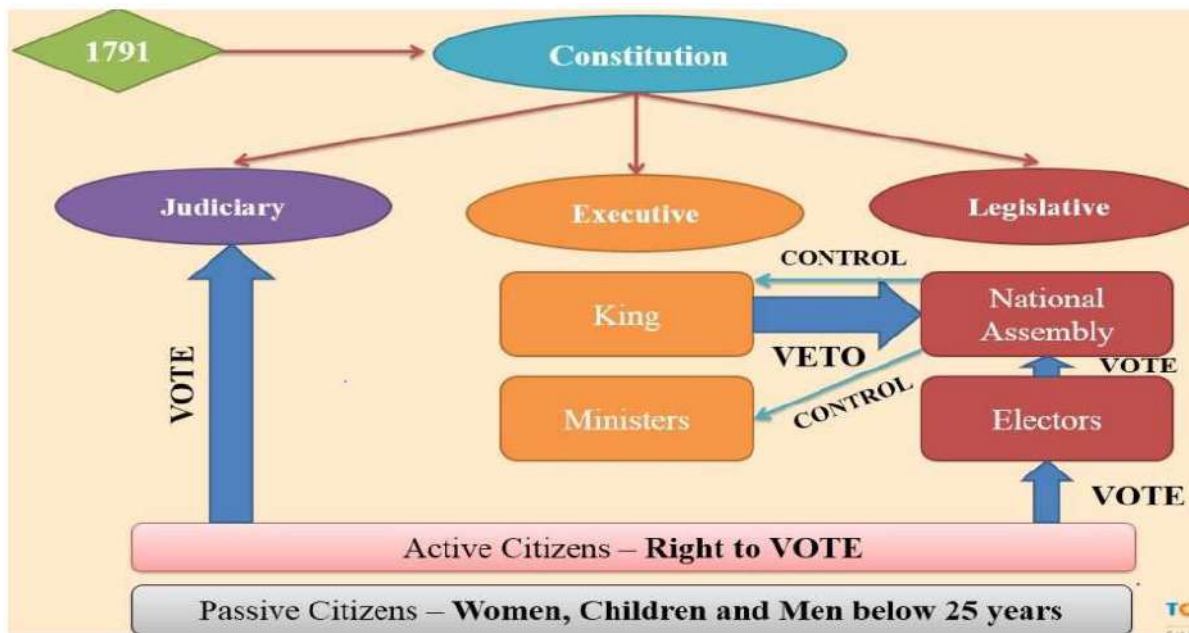 1791
Constitution
Judiciary
Executive
Legislative
CONTROL
King
National
Assembly
VETO
VOTE
VOTE
CONTROL
Ministers
Electors
VOTE
Active Citizens – Right to VOTE
Passive Citizens – Women, Children and Men below 25 years